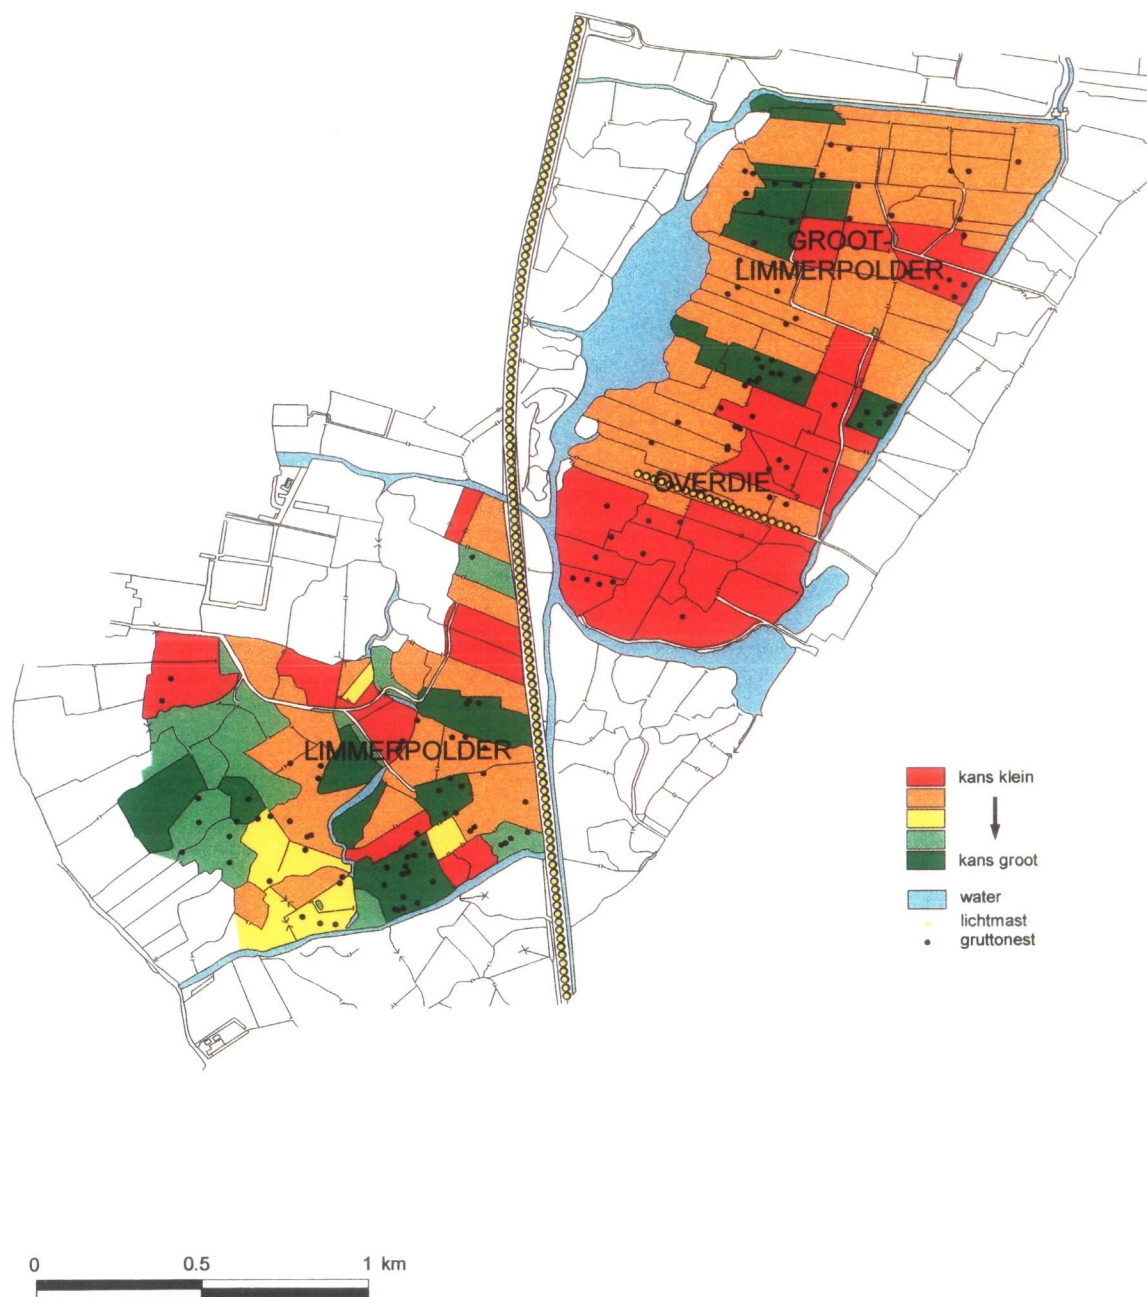 GROOT-
LIMMERPOLDER
OVERDIE
LIMMERPOLDER
kans klein
kans groot
water
lichtmast
gruttonest
0 0.5 1 km